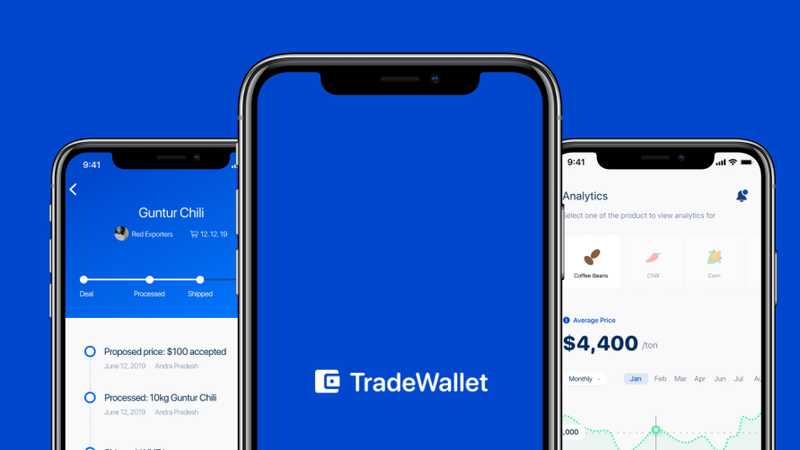 9:41
Guntur Chili
Red Exporters
12, 12, 19
Deal
Processed
Shipped
Proposed price: $100 accepted
June 12, 2019
Andra Pradesh
Processed: 10kg Guntur Chili
June 12, 2019
Andra Pradesh
TradeWallet
9:41
Analytics
Select one of the product to view analytics for
Coffee Beans
Chilli
Corn
Average Price
$4,400 /ton
Monthly
Jan
Feb
Mar
Apr
Jun
Jul
,000